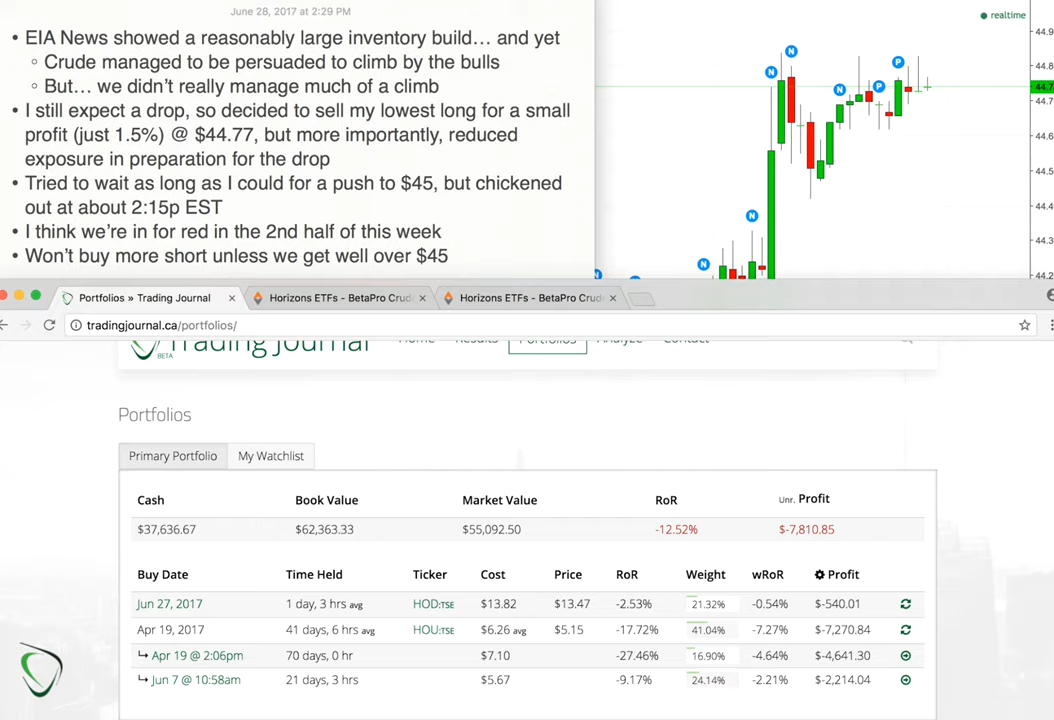 June 28, 2017 at 2:29 PM
• EIA News showed a reasonably large inventory build… and yet
◦ Crude managed to be persuaded to climb by the bulls
◦ But… we didn't really manage much of a climb
• I still expect a drop, so decided to sell my lowest long for a small
profit (just 1.5%) @ $44.77, but more importantly, reduced
exposure in preparation for the drop
• Tried to wait as long as I could for a push to $45, but chickened
out at about 2:15p EST
• I think we're in for red in the 2nd half of this week
• Won't buy more short unless we get well over $45
realtime
44.9
44.8
44.7
44.6
44.5
44.4
44.3
44.2
N
N
N
P
P
N
N
Portfolios » Trading Journal ×
Horizons ETFs - BetaPro Crud ×
Horizons ETFs - BetaPro Crud ×
tradingjournal.ca/portfolios/
Trading Journal
BETA
Home Results Portfolios Analyze Contact
Portfolios
Primary Portfolio My Watchlist
Cash Book Value Market Value RoR Unr. Profit
$37,636.67 $62,363.33 $55,092.50 -12.52% $-7,810.85
Buy Date Time Held Ticker Cost Price RoR Weight wRoR Profit
Jun 27, 2017 1 day, 3 hrs avg HOD:TSE $13.82 $13.47 -2.53% 21.32% -0.54% $-540.01
Apr 19, 2017 41 days, 6 hrs avg HOU:TSE $6.26 avg $5.15 -17.72% 41.04% -7.27% $-7,270.84
Apr 19 @ 2:06pm 70 days, 0 hr $7.10 -27.46% 16.90% -4.64% $-4,641.30
Jun 7 @ 10:58am 21 days, 3 hrs $5.67 -9.17% 24.14% -2.21% $-2,214.04